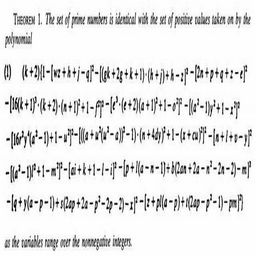 THEOREM 1. The set of prime numbers is identical with the set of positive values taken on by the
polynomial
(1) (k+2){1-[wz+h+j-q]²-[(gk+2g+k+1)·(h+j)+h-z]²-[2n+p+q+z-e]²
-[16(k+1)³·(k+2)·(n+1)²+1-f²]²-[e³·(e+2)(a+1)²+1-o²]²-[(a²-1)y²+1-x²]²
-[16r²y⁴(a²-1)+1-u²]²-[((a+u²(u²-a))²-1)·(n+4dy)²+1-(x+cu)²]²-[n+l+v-y]²
-[(a²-1)l²+1-m²]²-[ai+k+1-l-i]²-[p+l(a-n-1)+b(2an+2a-n²-2n-2)-m]²
-[q+y(a-p-1)+s(2ap+2a-p²-2p-2)-x]²-[z+pl(a-p)+t(2ap-p²-1)-pm]²}
as the variables range over the nonnegative integers.